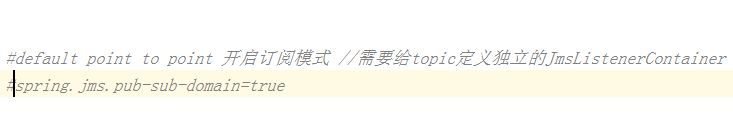 #default point to point 开启订阅模式 //需要给topic定义独立的JmsListenerContainer
#spring.jms.pub-sub-domain=true